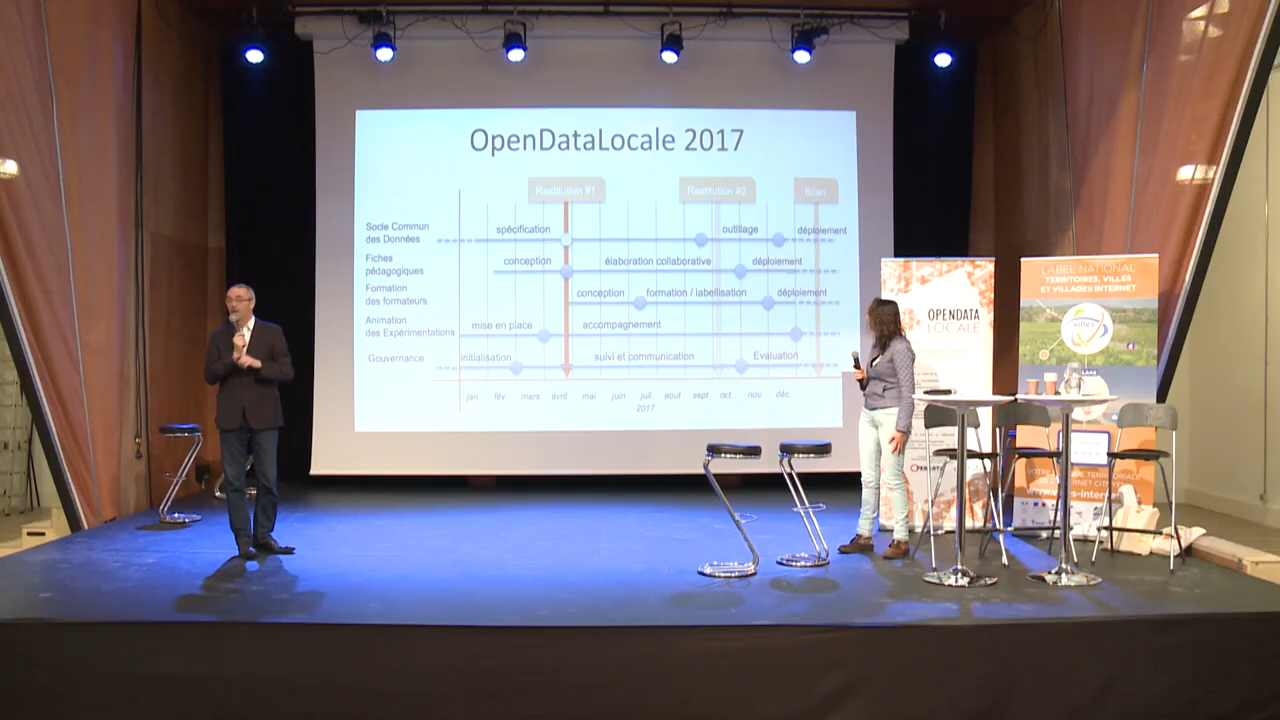 OpenDataLocale 2017
Restitution #1
Restitution #2
Bilan
Socle Commun
des Données
spécification
outillage
déploiement
Fiches
pédagogiques
conception
élaboration collaborative
déploiement
Formation
des formateurs
conception
formation / labellisation
déploiement
Animation
des Expérimentations
mise en place
accompagnement
Gouvernance
initialisation
suivi et communication
Evaluation
jan. fév. mars avril mai juin juil. aout sept. oct. nov. déc.
2017
OPENDATA
LOCALE
LABEL NATIONAL
TERRITOIRES, VILLES
ET VILLAGES INTERNET
villes